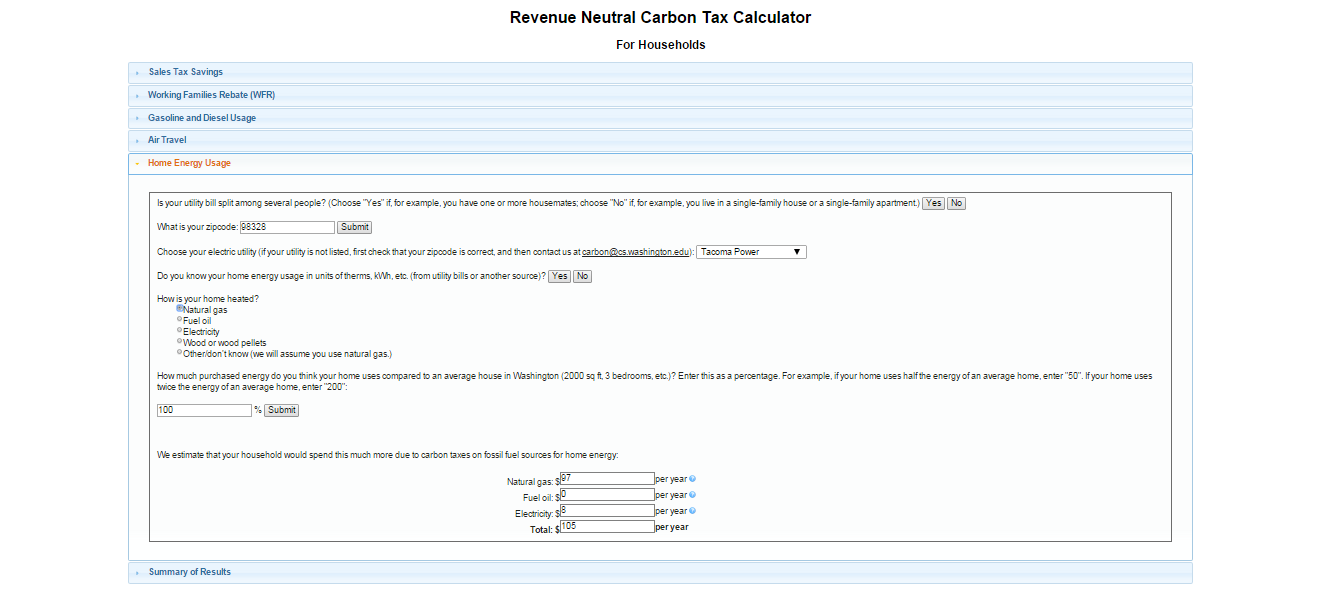 Revenue Neutral Carbon Tax Calculator
For Households
Sales Tax Savings
Working Families Rebate (WFR)
Gasoline and Diesel Usage
Air Travel
Home Energy Usage
Is your utility bill split among several people? (Choose "Yes" if, for example, you have one or more housemates; choose "No" if, for example, you live in a single-family house or a single-family apartment.) Yes No
What is your zipcode: 98328 Submit
Choose your electric utility (if your utility is not listed, first check that your zipcode is correct, and then contact us at carbon@cs.washington.edu): Tacoma Power
Do you know your home energy usage in units of therms, kWh, etc. (from utility bills or another source)? Yes No
How is your home heated?
Natural gas
Fuel oil
Electricity
Wood or wood pellets
Other/don't know (we will assume you use natural gas.)
How much purchased energy do you think your home uses compared to an average house in Washington (2000 sq ft, 3 bedrooms, etc.)? Enter this as a percentage. For example, if your home uses half the energy of an average home, enter "50". If your home uses
twice the energy of an average home, enter "200":
100 % Submit
We estimate that your household would spend this much more due to carbon taxes on fossil fuel sources for home energy:
Natural gas: $97 per year
Fuel oil: $0 per year
Electricity: $8 per year
Total: $105 per year
Summary of Results